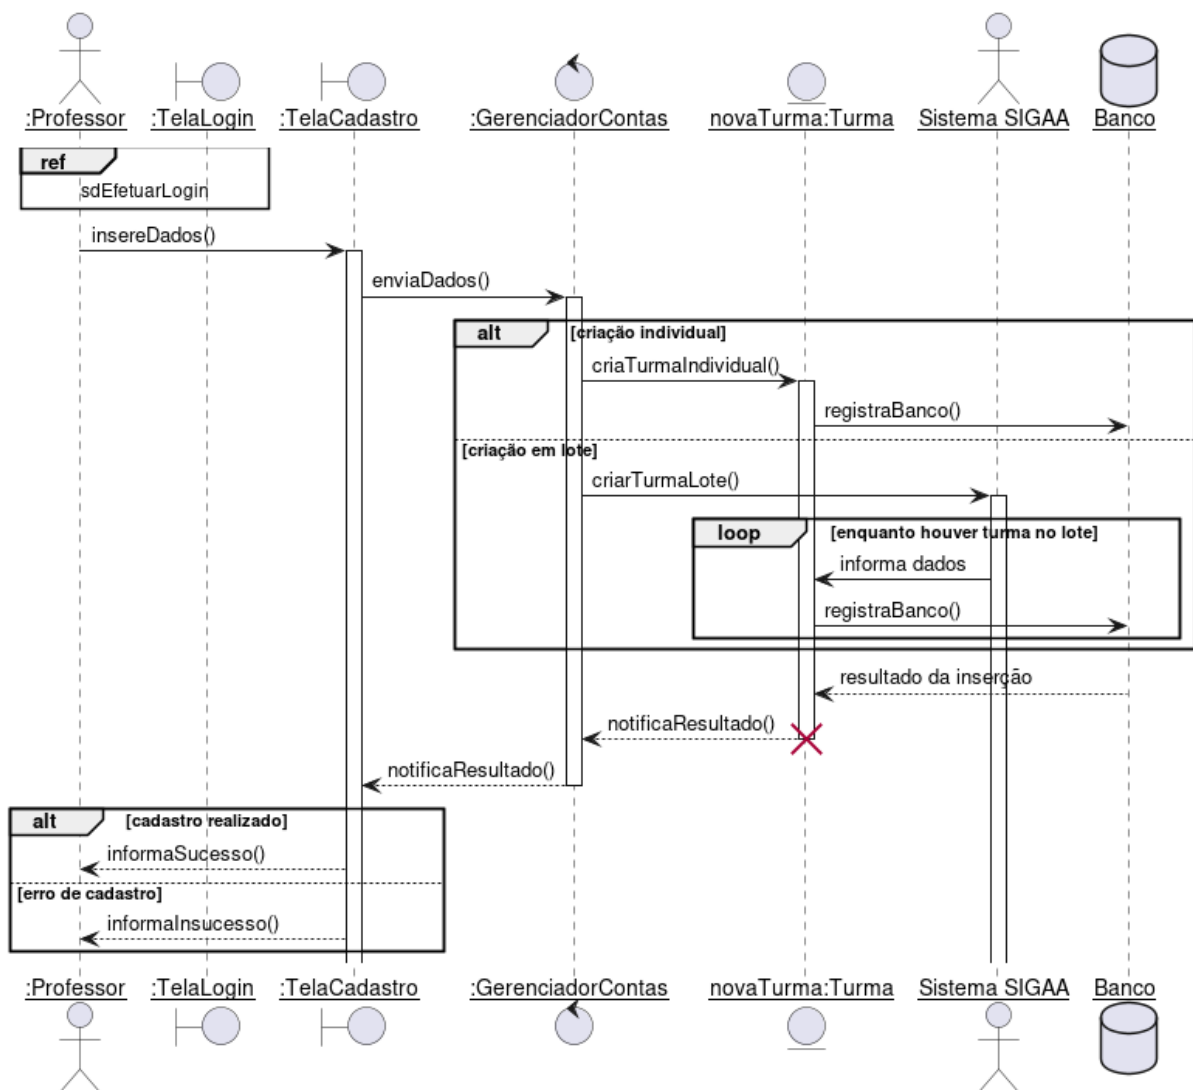 :Professor :TelaLogin :TelaCadastro :GerenciadorContas novaTurma:Turma Sistema SIGAA Banco
ref
sdEfetuarLogin
insereDados()
enviaDados()
alt [criação individual]
criaTurmaIndividual()
registraBanco()
[criação em lote]
criarTurmaLote()
loop [enquanto houver turma no lote]
informa dados
registraBanco()
resultado da inserção
notificaResultado()
notificaResultado()
alt [cadastro realizado]
informaSucesso()
[erro de cadastro]
informaInsucesso()
:Professor :TelaLogin :TelaCadastro :GerenciadorContas novaTurma:Turma Sistema SIGAA Banco